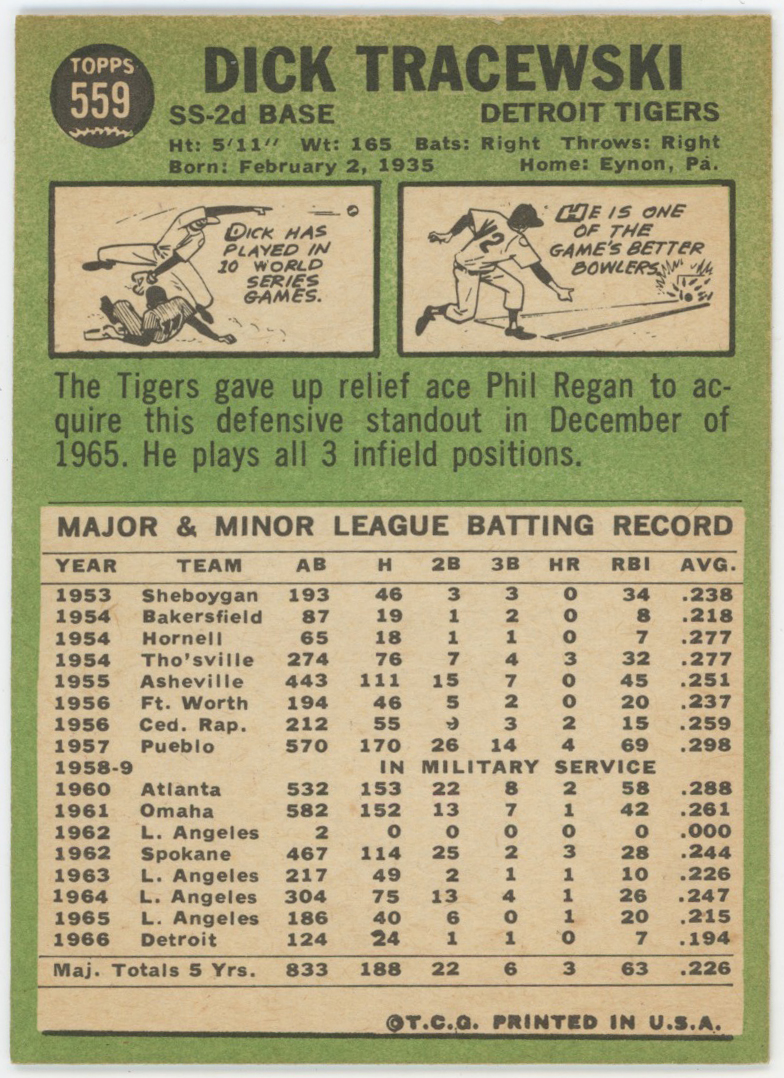 TOPPS
559
DICK TRACEWSKI
SS-2d BASE DETROIT TIGERS
Ht: 5'11" Wt: 165 Bats: Right Throws: Right
Born: February 2, 1935 Home: Eynon, Pa.
DICK HAS
PLAYED IN
10 WORLD
SERIES
GAMES.
HE IS ONE
OF THE
GAME'S BETTER
BOWLERS.
12
The Tigers gave up relief ace Phil Regan to ac-
quire this defensive standout in December of
1965. He plays all 3 infield positions.
MAJOR & MINOR LEAGUE BATTING RECORD
YEAR TEAM AB H 2B 3B HR RBI AVG.
1953 Sheboygan 193 46 3 3 0 34 .238
1954 Bakersfield 87 19 1 2 0 8 .218
1954 Hornell 65 18 1 1 0 7 .277
1954 Tho'sville 274 76 7 4 3 32 .277
1955 Asheville 443 111 15 7 0 45 .251
1956 Ft. Worth 194 46 5 2 0 20 .237
1956 Ced. Rap. 212 55 9 3 2 15 .259
1957 Pueblo 570 170 26 14 4 69 .298
1958-9 IN MILITARY SERVICE
1960 Atlanta 532 153 22 8 2 58 .288
1961 Omaha 582 152 13 7 1 42 .261
1962 L. Angeles 2 0 0 0 0 0 .000
1962 Spokane 467 114 25 2 3 28 .244
1963 L. Angeles 217 49 2 1 1 10 .226
1964 L. Angeles 304 75 13 4 1 26 .247
1965 L. Angeles 186 40 6 0 1 20 .215
1966 Detroit 124 24 1 1 0 7 .194
Maj. Totals 5 Yrs. 833 188 22 6 3 63 .226
©T.C.G. PRINTED IN U.S.A.